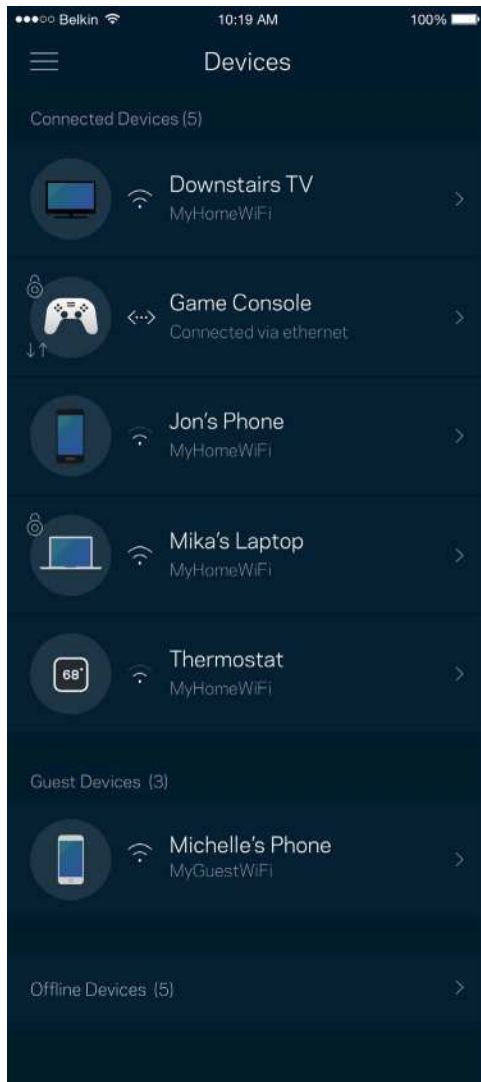 Belkin 10:19 AM 100%
Devices
Connected Devices (5)
Downstairs TV
MyHomeWiFi
Game Console
Connected via ethernet
Jon's Phone
MyHomeWiFi
Mika's Laptop
MyHomeWiFi
68°
Thermostat
MyHomeWiFi
Guest Devices (3)
Michelle's Phone
MyGuestWiFi
Offline Devices (5)